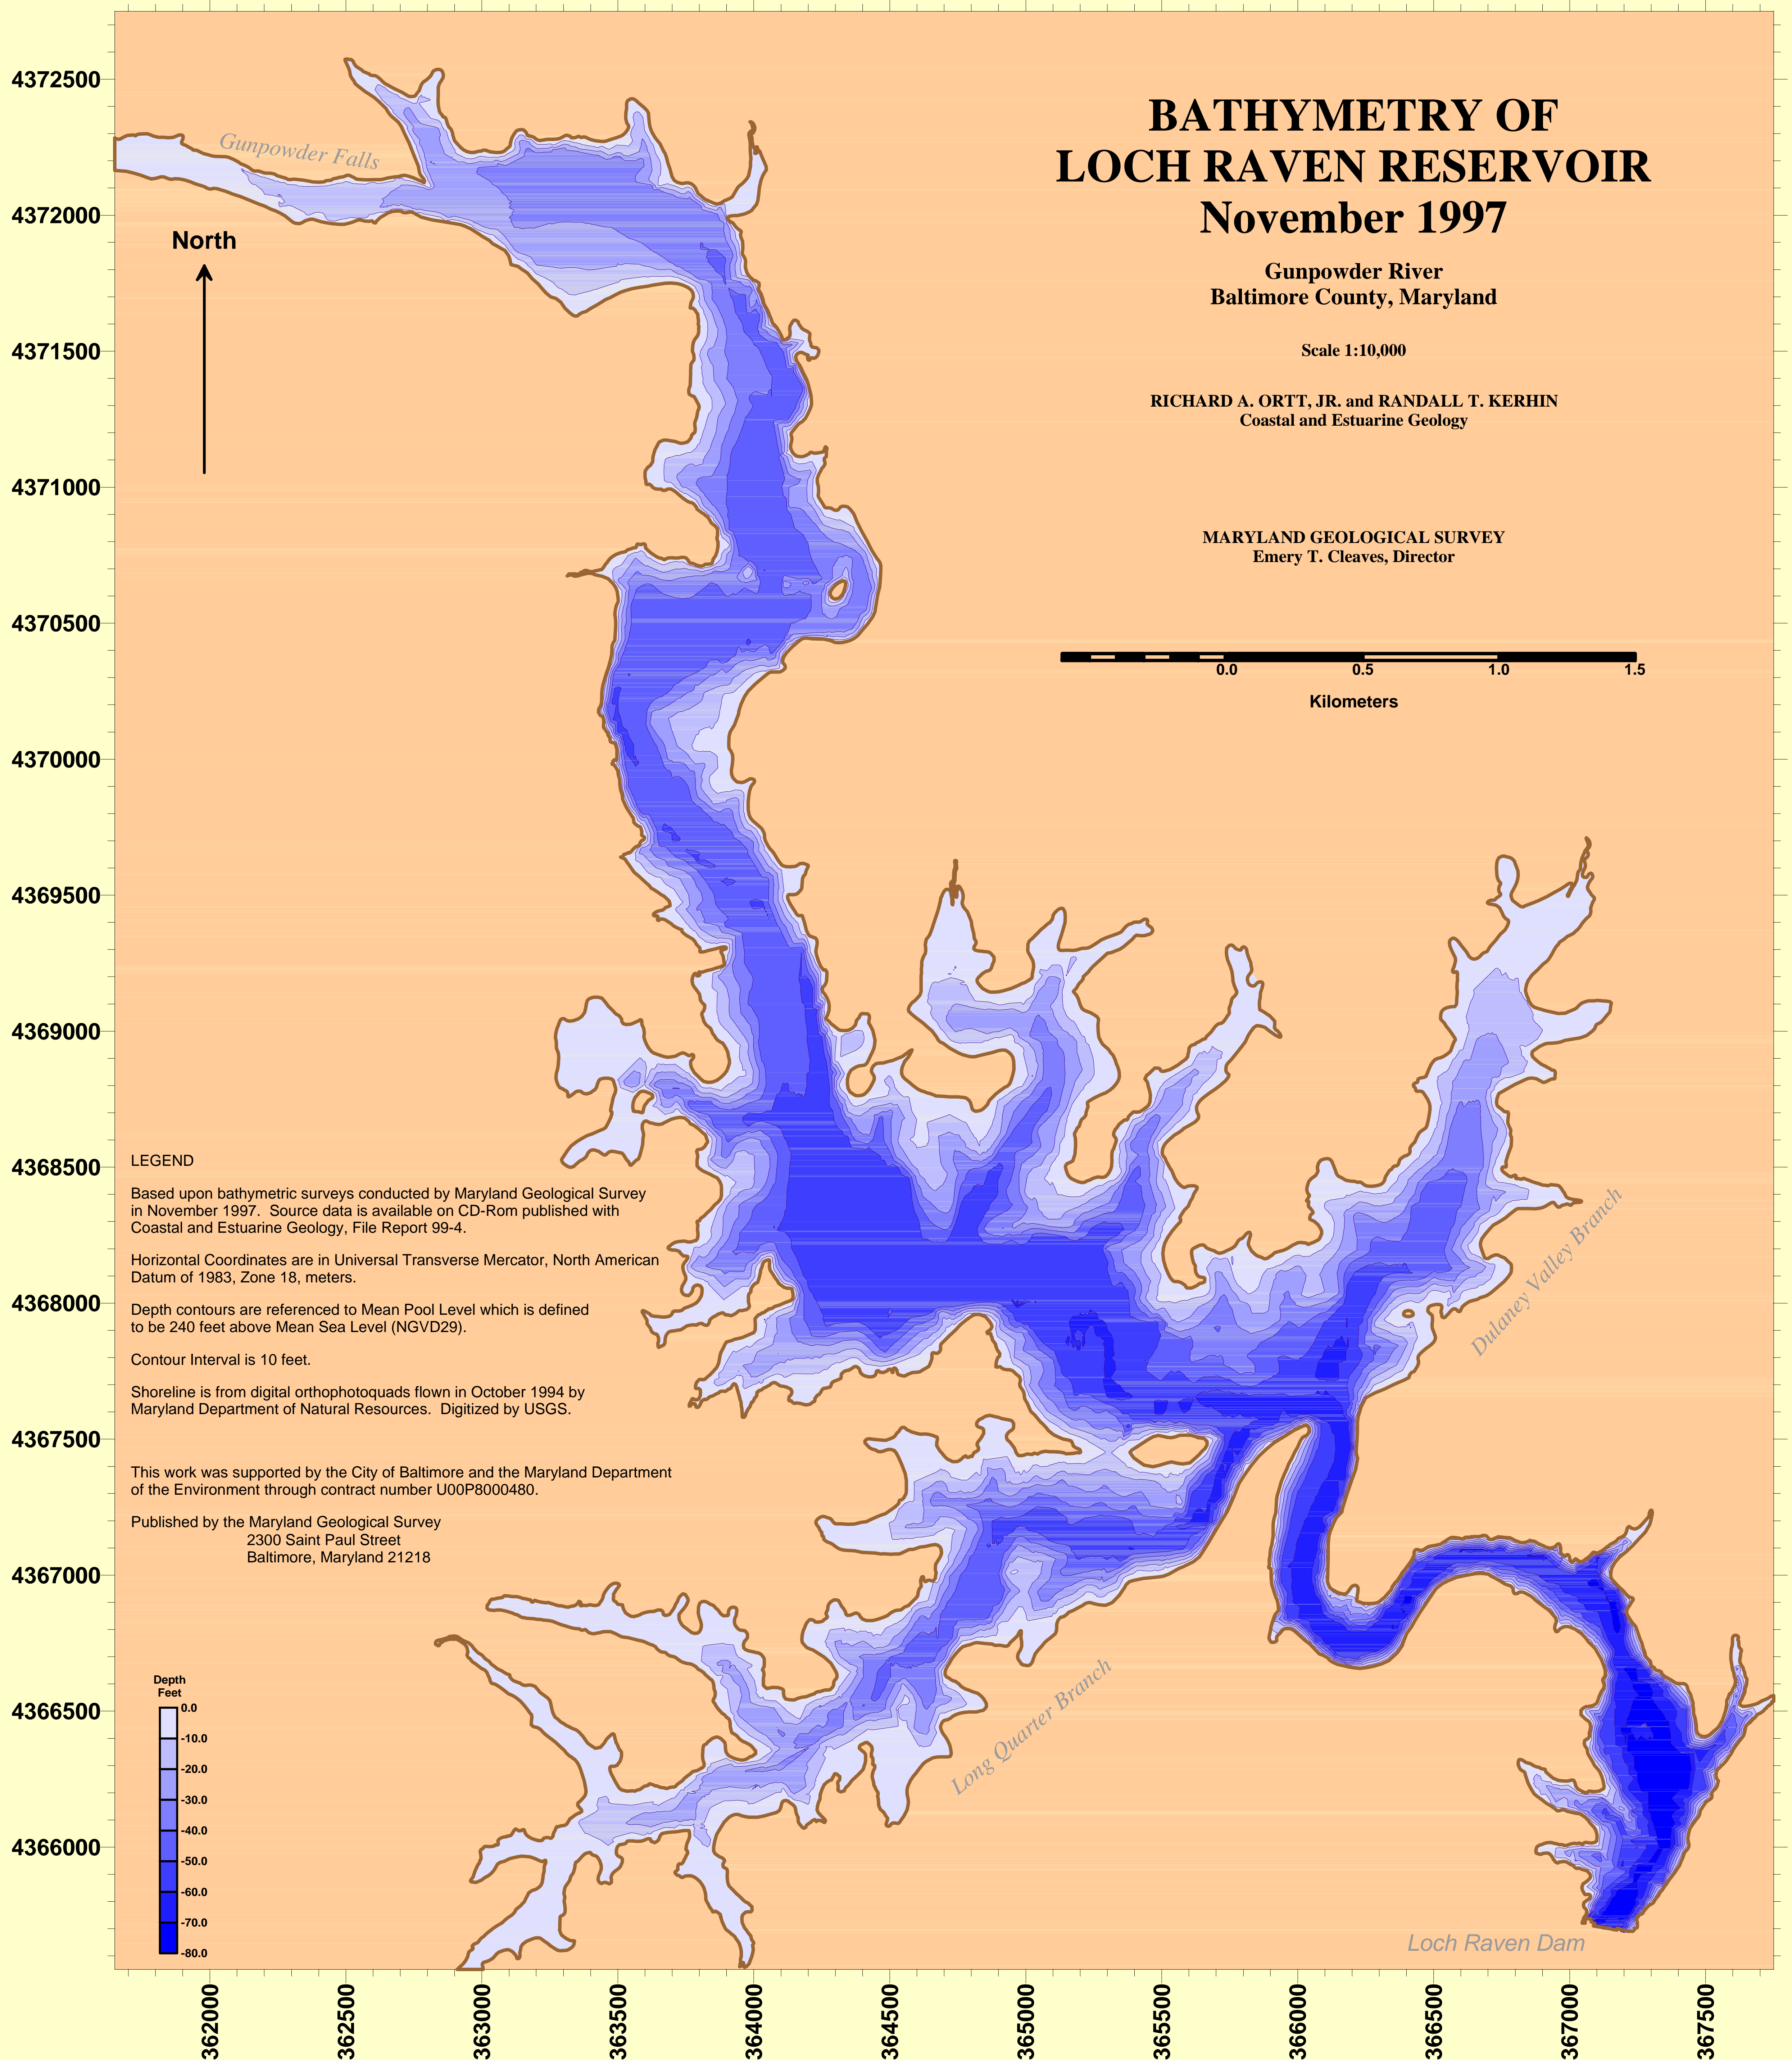 BATHYMETRY OF
LOCH RAVEN RESERVOIR
November 1997
Gunpowder River
Baltimore County, Maryland
Scale 1:10,000
RICHARD A. ORTT, JR. and RANDALL T. KERHIN
Coastal and Estuarine Geology
MARYLAND GEOLOGICAL SURVEY
Emery T. Cleaves, Director
0.0 0.5 1.0 1.5
Kilometers
Gunpowder Falls
North
4372500
4372000
4371500
4371000
4370500
4370000
4369500
4369000
4368500
4368000
4367500
4367000
4366500
4366000
LEGEND
Based upon bathymetric surveys conducted by Maryland Geological Survey
in November 1997. Source data is available on CD-Rom published with
Coastal and Estuarine Geology, File Report 99-4.
Horizontal Coordinates are in Universal Transverse Mercator, North American
Datum of 1983, Zone 18, meters.
Depth contours are referenced to Mean Pool Level which is defined
to be 240 feet above Mean Sea Level (NGVD29).
Contour Interval is 10 feet.
Shoreline is from digital orthophotoquads flown in October 1994 by
Maryland Department of Natural Resources. Digitized by USGS.
This work was supported by the City of Baltimore and the Maryland Department
of the Environment through contract number U00P8000480.
Published by the Maryland Geological Survey
2300 Saint Paul Street
Baltimore, Maryland 21218
Dulaney Valley Branch
Long Quarter Branch
Loch Raven Dam
Depth
Feet
0.0
-10.0
-20.0
-30.0
-40.0
-50.0
-60.0
-70.0
-80.0
362000 362500 363000 363500 364000 364500 365000 365500 366000 366500 367000 367500